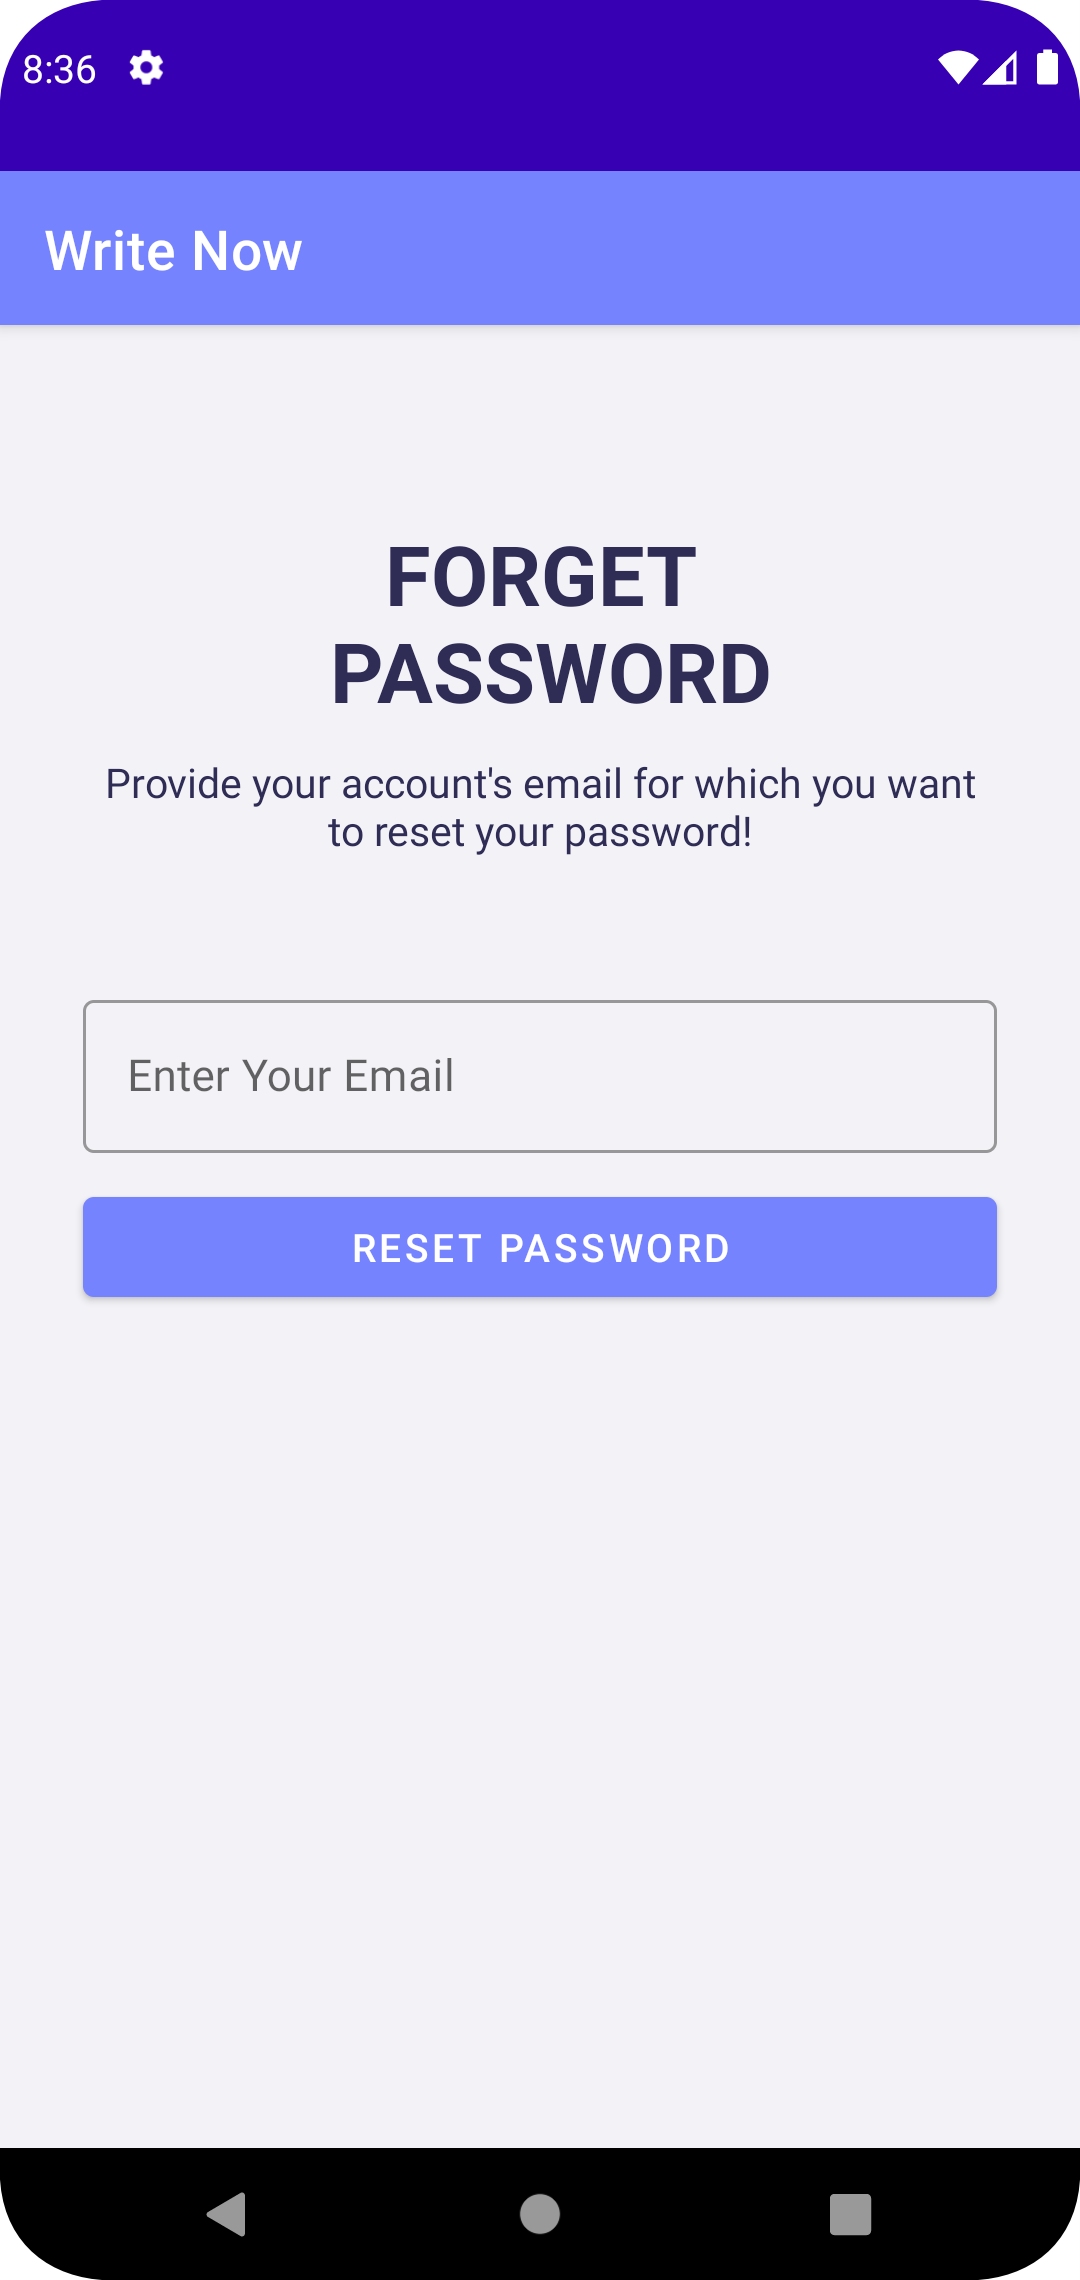 8:36
Write Now
FORGET
PASSWORD
Provide your account's email for which you want
to reset your password!
Enter Your Email
RESET PASSWORD